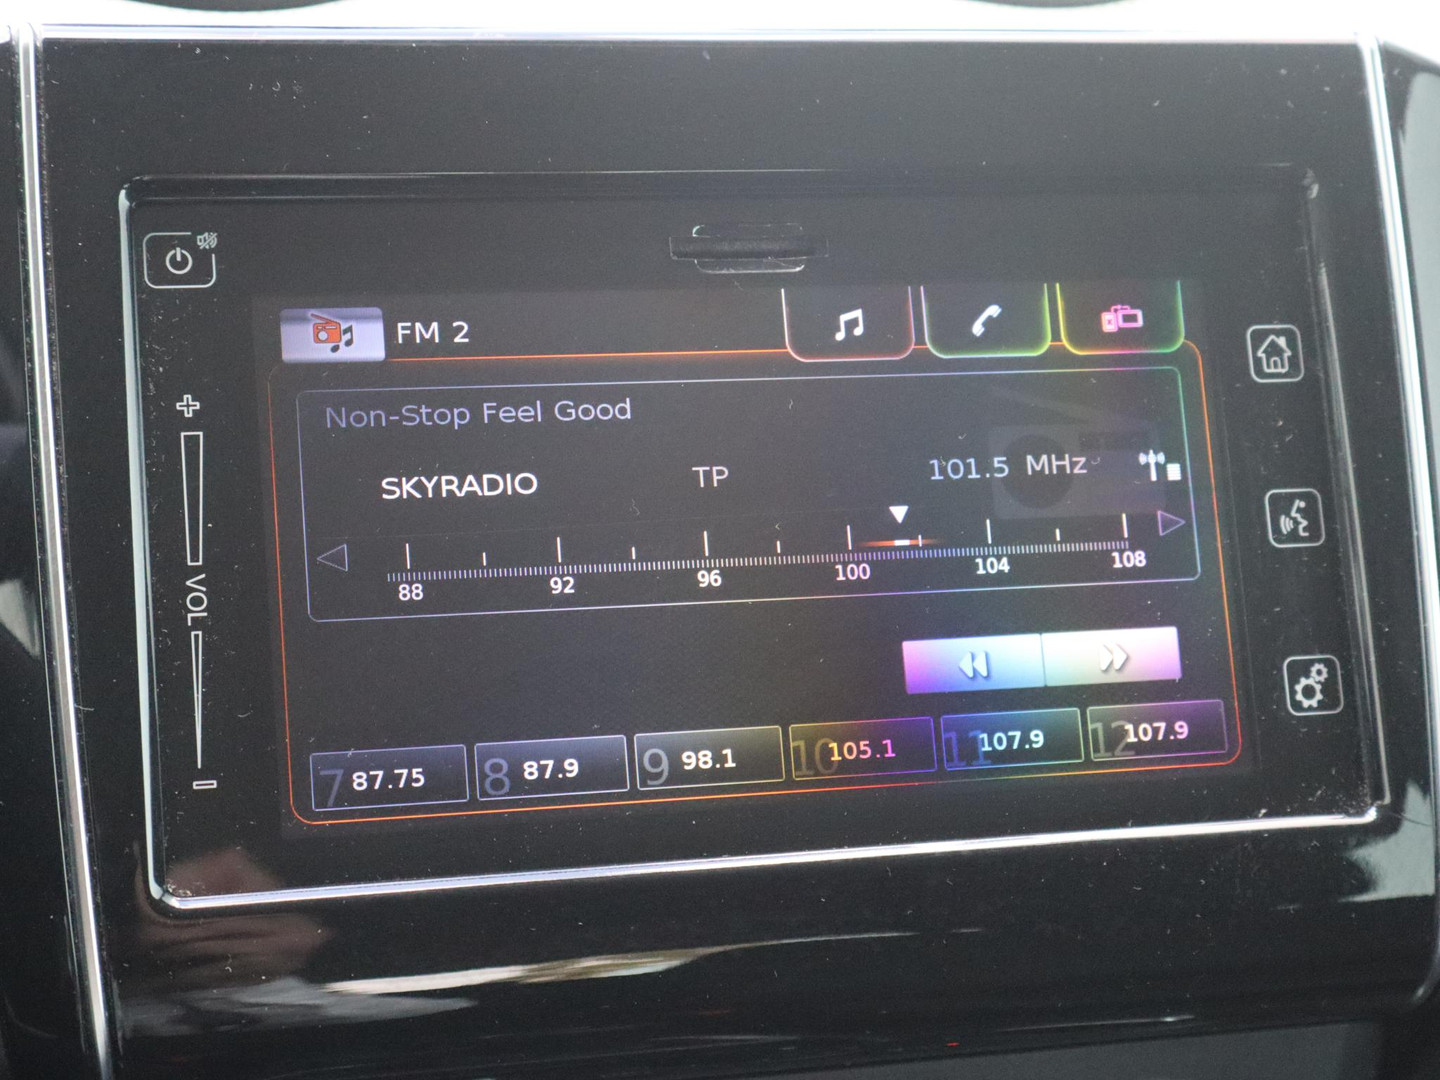 FM 2
Non-Stop Feel Good
SKYRADIO TP 101.5 MHz
88 92 96 100 104 108
7 87.75 8 87.9 9 98.1 10 105.1 11 107.9 12 107.9
VOL